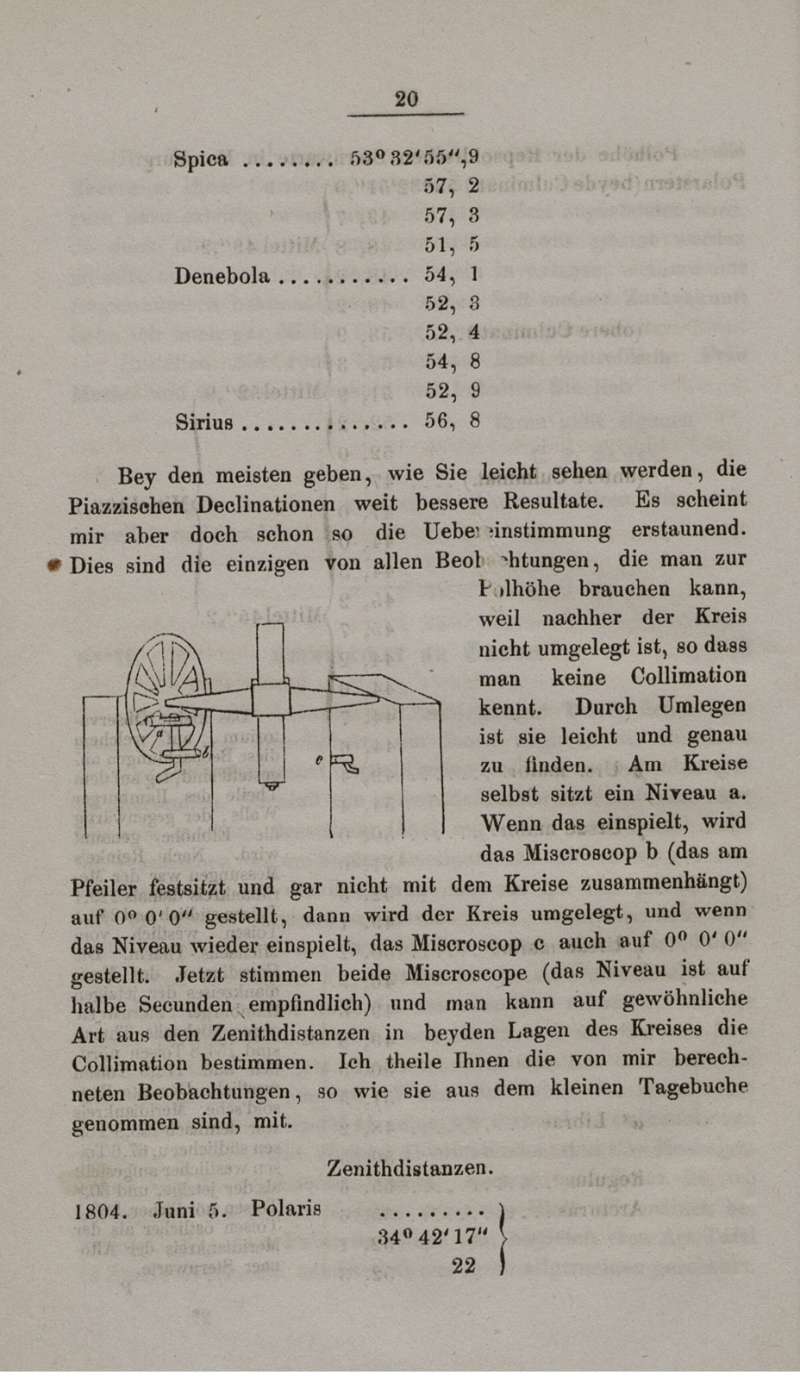 20
Spica ........ 53° 32' 55",9
57, 2
57, 3
51, 5
Denebola ........... 54, 1
52, 3
52, 4
54, 8
52, 9
Sirius .............. 56, 8
Bey den meisten geben, wie Sie leicht sehen werden, die
Piazzischen Declinationen weit bessere Resultate. Es scheint
mir aber doch schon so die Uebereinstimmung erstaunend.
Dies sind die einzigen von allen Beobachtungen, die man zur
Polhöhe brauchen kann,
weil nachher der Kreis
nicht umgelegt ist, so dass
man keine Collimation
kennt. Durch Umlegen
ist sie leicht und genau
zu finden. Am Kreise
selbst sitzt ein Niveau a.
Wenn das einspielt, wird
das Miscroscop b (das am
b
c
Pfeiler festsitzt und gar nicht mit dem Kreise zusammenhängt)
auf 0° 0' 0" gestellt, dann wird der Kreis umgelegt, und wenn
das Niveau wieder einspielt, das Miscroscop c auch auf 0° 0' 0"
gestellt. Jetzt stimmen beide Miscroscope (das Niveau ist auf
halbe Secunden empfindlich) und man kann auf gewöhnliche
Art aus den Zenithdistanzen in beyden Lagen des Kreises die
Collimation bestimmen. Ich theile Ihnen die von mir berech-
neten Beobachtungen, so wie sie aus dem kleinen Tagebuche
genommen sind, mit.
Zenithdistanzen.
1804. Juni 5. Polaris .........
34° 42' 17"
22